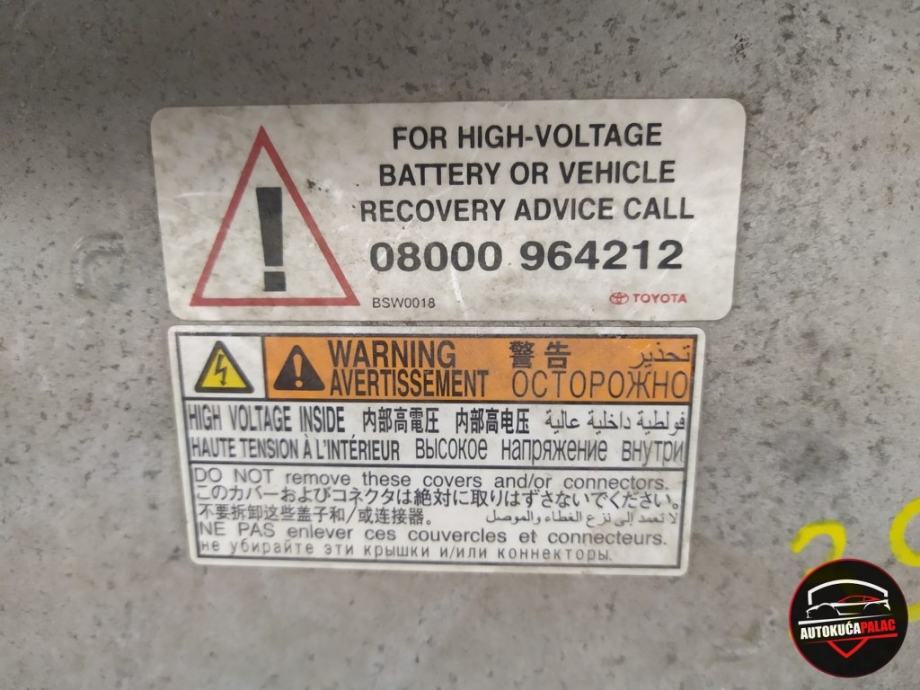 FOR HIGH-VOLTAGE
BATTERY OR VEHICLE
RECOVERY ADVICE CALL
08000 964212
BSW0018 TOYOTA
WARNING 警告 تحذير
AVERTISSEMENT ОСТОРОЖНО
HIGH VOLTAGE INSIDE 内部高電圧 内部高电压 فولطية داخلية عالية
HAUTE TENSION À L'INTÉRIEUR высокое напряжение внутри
DO NOT remove these covers and/or connectors.
このカバーおよびコネクタは絶対に取りはずさないでください。
不要拆卸这些盖子和/或连接器。 لا تعمد إلى نزع الغطاء والموصل
NE PAS enlever ces couvercles et connecteurs.
не убирайте эти крышки и/или коннекторы.
AUTOKUĆAPALAC